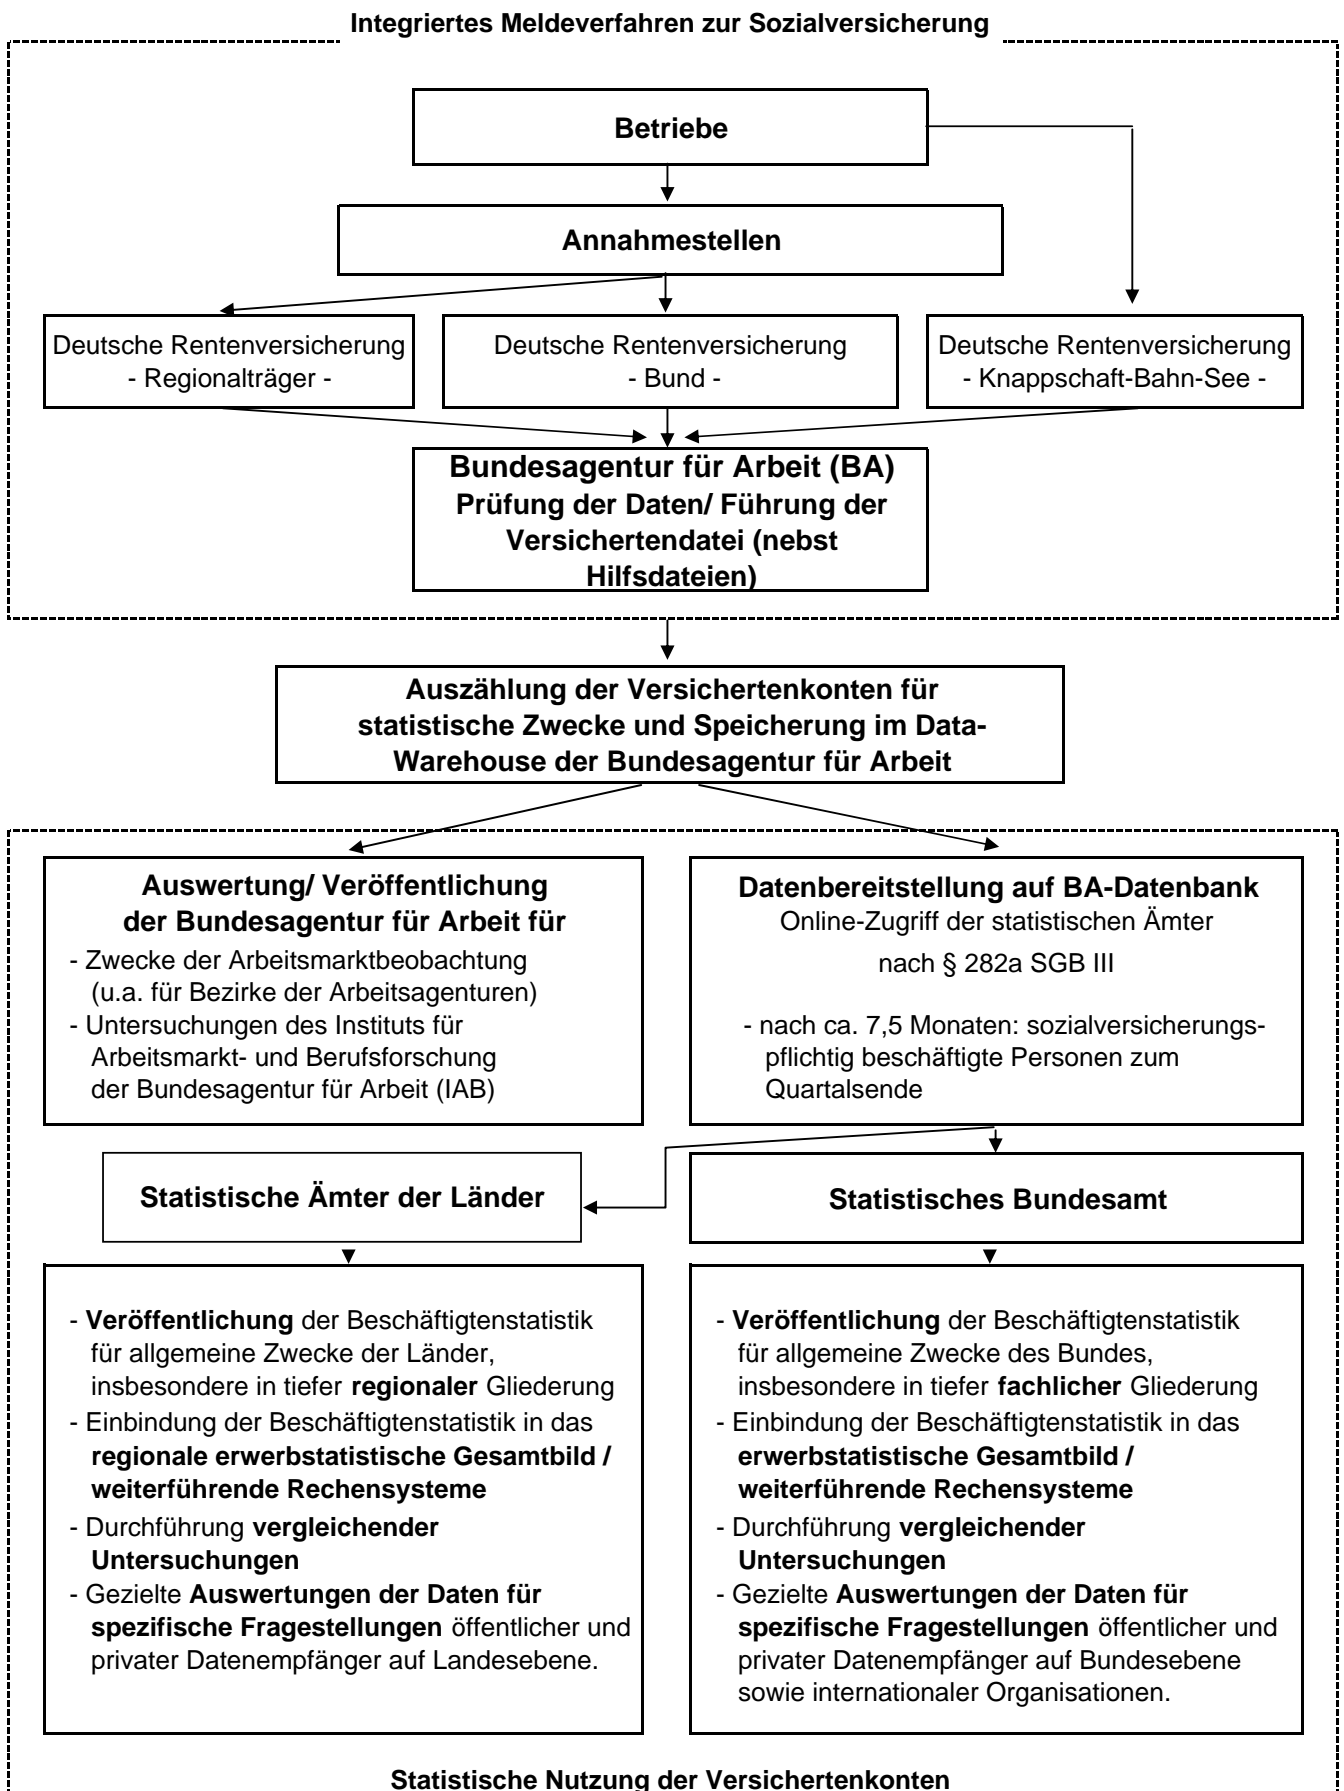 Integriertes Meldeverfahren zur Sozialversicherung
Betriebe
Annahmestellen
Deutsche Rentenversicherung
- Regionalträger -
Deutsche Rentenversicherung
- Bund -
Deutsche Rentenversicherung
- Knappschaft-Bahn-See -
Bundesagentur für Arbeit (BA)
Prüfung der Daten/ Führung der
Versichertendatei (nebst
Hilfsdateien)
Auszählung der Versichertenkonten für
statistische Zwecke und Speicherung im Data-
Warehouse der Bundesagentur für Arbeit
Auswertung/ Veröffentlichung
der Bundesagentur für Arbeit für
- Zwecke der Arbeitsmarktbeobachtung
(u.a. für Bezirke der Arbeitsagenturen)
- Untersuchungen des Instituts für
Arbeitsmarkt- und Berufsforschung
der Bundesagentur für Arbeit (IAB)
Datenbereitstellung auf BA-Datenbank
Online-Zugriff der statistischen Ämter
nach § 282a SGB III
- nach ca. 7,5 Monaten: sozialversicherungs-
pflichtig beschäftigte Personen zum
Quartalsende
Statistische Ämter der Länder
Statistisches Bundesamt
- Veröffentlichung der Beschäftigtenstatistik
für allgemeine Zwecke der Länder,
insbesondere in tiefer regionaler Gliederung
- Einbindung der Beschäftigtenstatistik in das
regionale erwerbstatistische Gesamtbild /
weiterführende Rechensysteme
- Durchführung vergleichender
Untersuchungen
- Gezielte Auswertungen der Daten für
spezifische Fragestellungen öffentlicher und
privater Datenempfänger auf Landesebene.
- Veröffentlichung der Beschäftigtenstatistik
für allgemeine Zwecke des Bundes,
insbesondere in tiefer fachlicher Gliederung
- Einbindung der Beschäftigtenstatistik in das
erwerbstatistische Gesamtbild /
weiterführende Rechensysteme
- Durchführung vergleichender
Untersuchungen
- Gezielte Auswertungen der Daten für
spezifische Fragestellungen öffentlicher und
privater Datenempfänger auf Bundesebene
sowie internationaler Organisationen.
Statistische Nutzung der Versichertenkonten